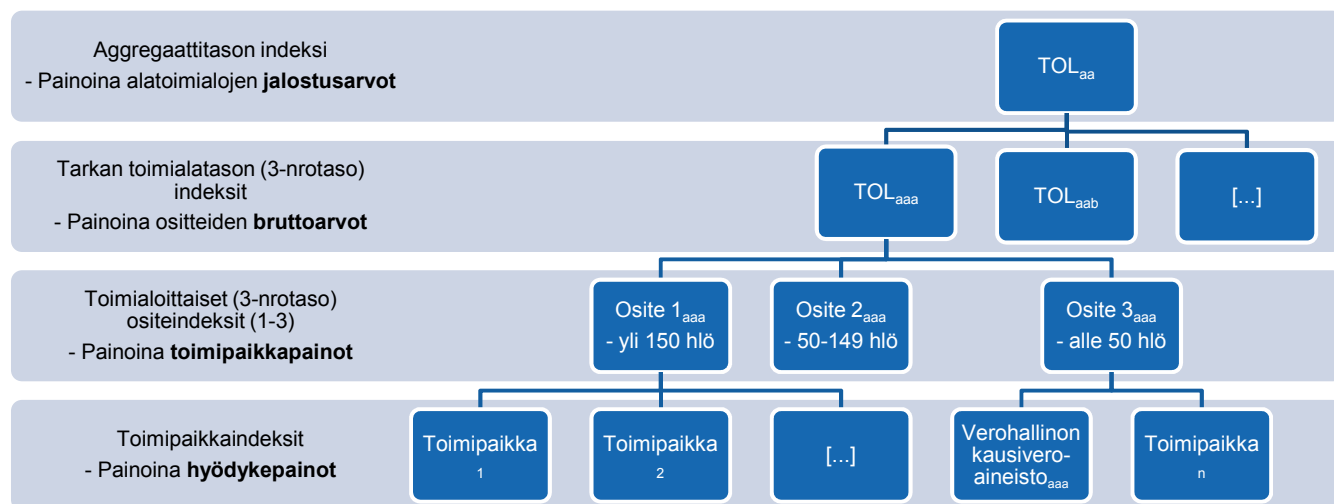 Aggregaattitason indeksi
- Painoina alatoimialojen jalostusarvot
TOLaa
Tarkan toimialatason (3-nrotaso)
indeksit
- Painoina ositteiden bruttoarvot
TOLaaa
TOLaab
[...]
Toimialoittaiset (3-nrotaso)
ositeindeksit (1-3)
- Painoina toimipaikkapainot
Osite 1aaa
- yli 150 hlö
Osite 2aaa
- 50-149 hlö
Osite 3aaa
- alle 50 hlö
Toimipaikkaindeksit
- Painoina hyödykepainot
Toimipaikka
1
Toimipaikka
2
[...]
Verohallinon
kausivero-
aineistoaaa
Toimipaikka
n